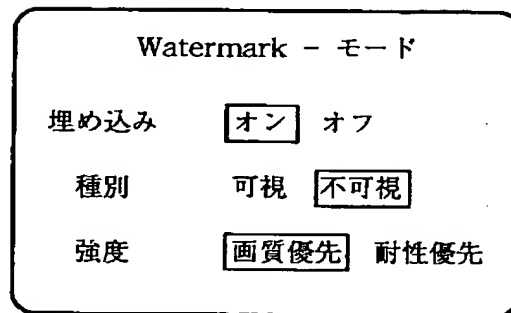 Watermark - モード
埋め込み オン オフ
種別 可視 不可視
強度 画質優先 耐性優先